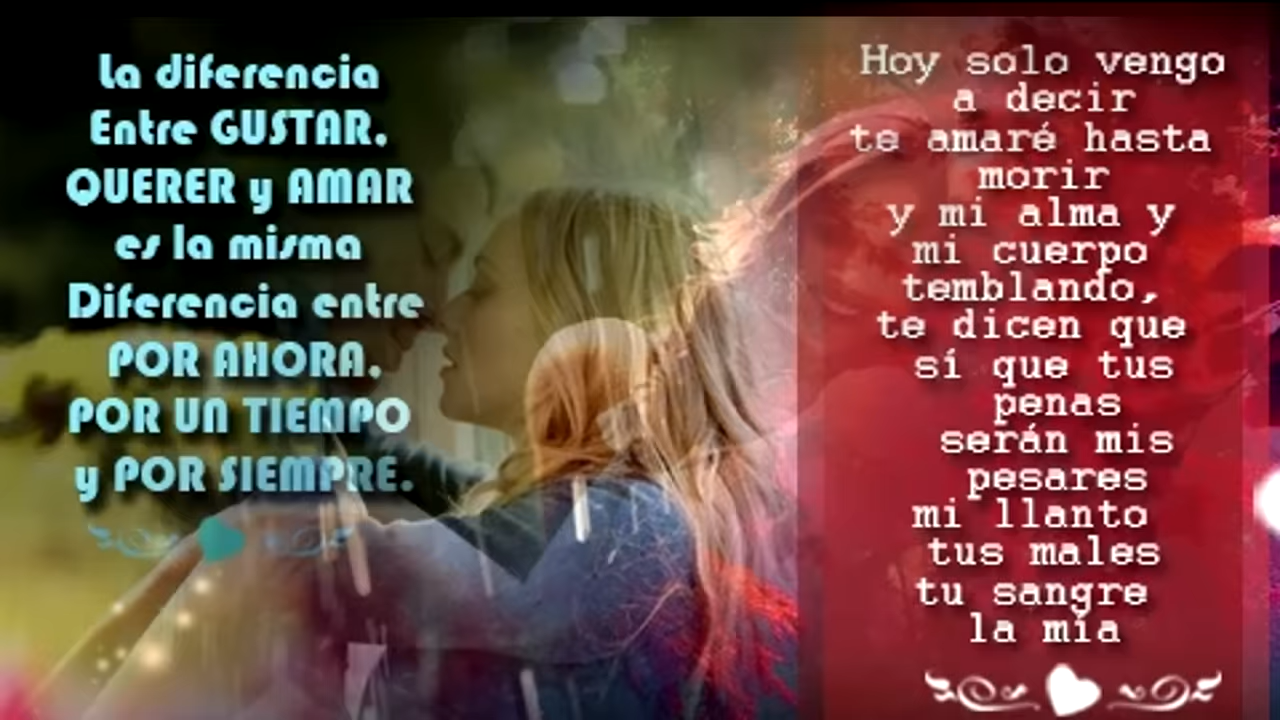 La diferencia
Entre GUSTAR,
QUERER y AMAR
es la misma
Diferencia entre
POR AHORA,
POR UN TIEMPO
y POR SIEMPRE.
Hoy solo vengo
a decir
te amaré hasta
morir
y mi alma y
mi cuerpo
temblando,
te dicen que
sí que tus
penas
serán mis
pesares
mi llanto
tus males
tu sangre
la mía